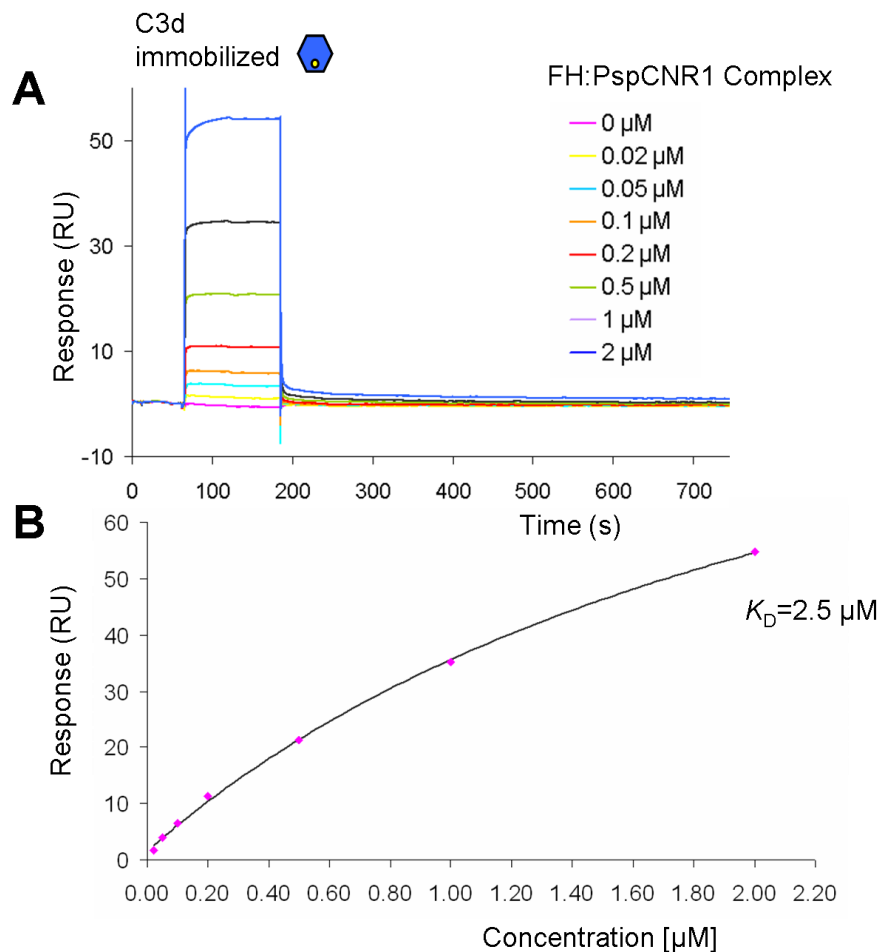 C3d
immobilized
A
FH:PspCNR1 Complex
0 µM
0.02 µM
0.05 µM
0.1 µM
0.2 µM
0.5 µM
1 µM
2 µM
Response (RU)
50
30
10
-10
0 100 200 300 400 500 600 700
Time (s)
B
Response (RU)
60
50
40
30
20
10
0
K_D=2.5 µM
0.00 0.20 0.40 0.60 0.80 1.00 1.20 1.40 1.60 1.80 2.00 2.20
Concentration [µM]